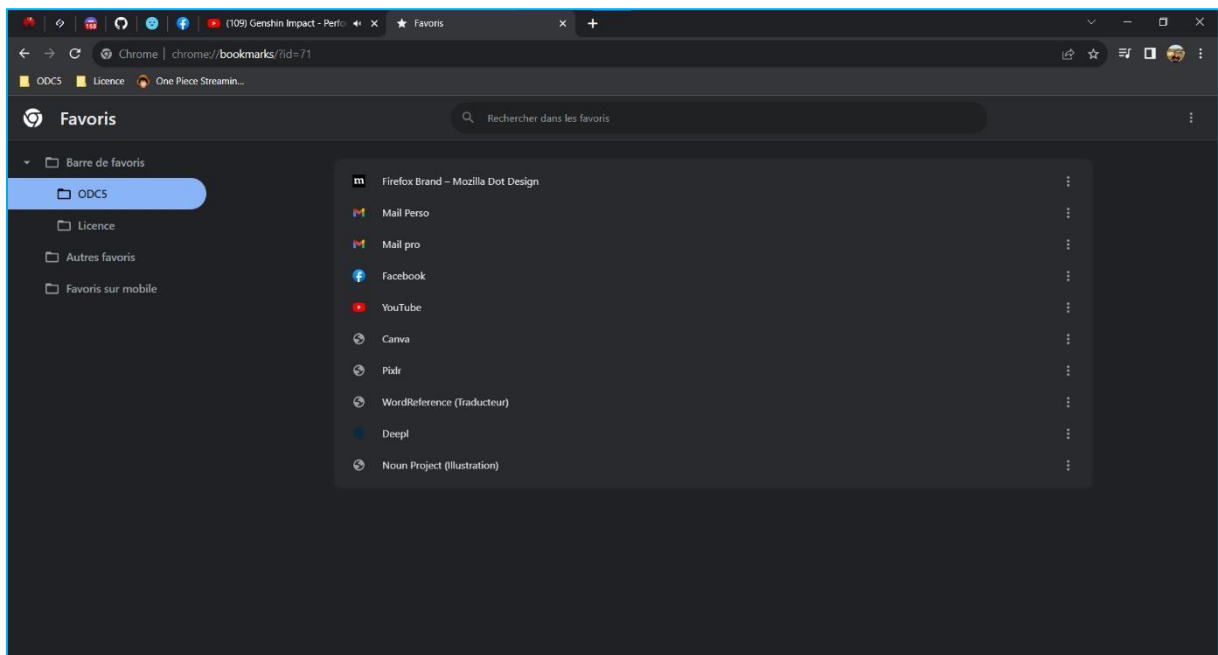 (109) Genshin Impact - Perfo
Favoris
Chrome | chrome://bookmarks/?id=71
ODC5 Licence One Piece Streamin...
Favoris
Rechercher dans les favoris
Barre de favoris
ODC5
Licence
Autres favoris
Favoris sur mobile
Firefox Brand – Mozilla Dot Design
Mail Perso
Mail pro
Facebook
YouTube
Canva
Pixlr
WordReference (Traducteur)
Deepl
Noun Project (Illustration)